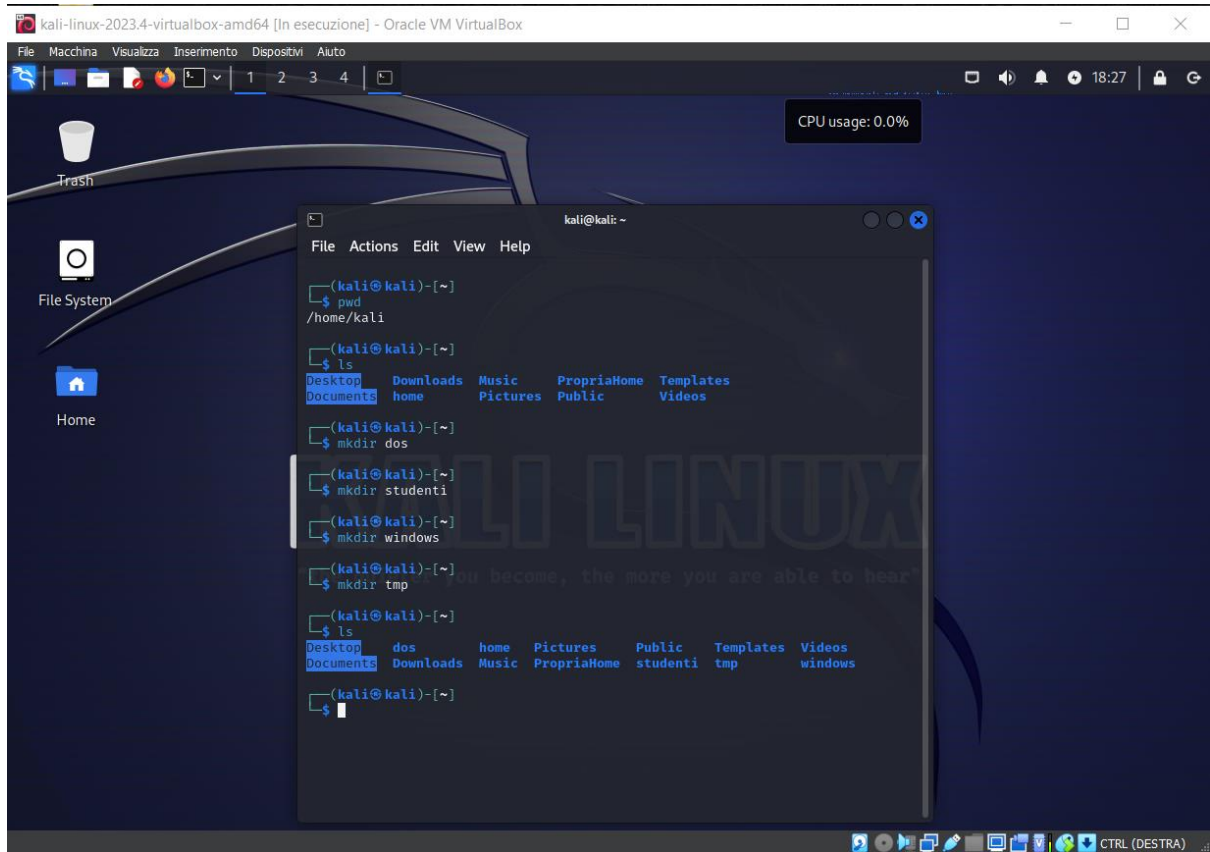 kali-linux-2023.4-virtualbox-amd64 [In esecuzione] - Oracle VM VirtualBox
File Macchina Visualizza Inserimento Dispositivi Aiuto
1 2 3 4 18:27
CPU usage: 0.0%
Trash
File System
Home
kali@kali: ~
File Actions Edit View Help
┌──(kali㉿kali)-[~]
└─$ pwd
/home/kali
┌──(kali㉿kali)-[~]
└─$ ls
Desktop Downloads Music PropriaHome Templates
Documents home Pictures Public Videos
┌──(kali㉿kali)-[~]
└─$ mkdir dos
┌──(kali㉿kali)-[~]
└─$ mkdir studenti
┌──(kali㉿kali)-[~]
└─$ mkdir windows
┌──(kali㉿kali)-[~]
└─$ mkdir tmp
┌──(kali㉿kali)-[~]
└─$ ls
Desktop dos home Pictures Public Templates Videos
Documents Downloads Music PropriaHome studenti tmp windows
┌──(kali㉿kali)-[~]
└─$
KALI LINUX
you become, the more you are able to hear"
CTRL (DESTRA)